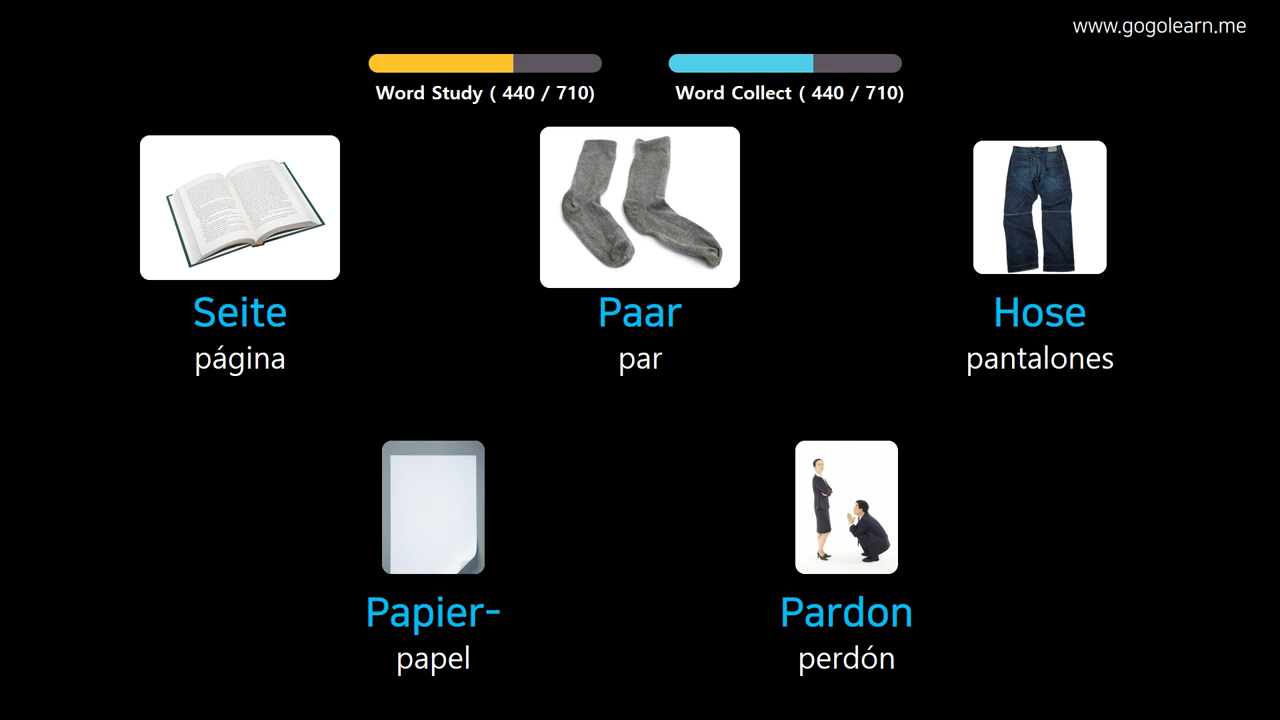 www.gogolearn.me
Word Study ( 440 / 710)
Word Collect ( 440 / 710)
Seite
página
Paar
par
Hose
pantalones
Papier-
papel
Pardon
perdón